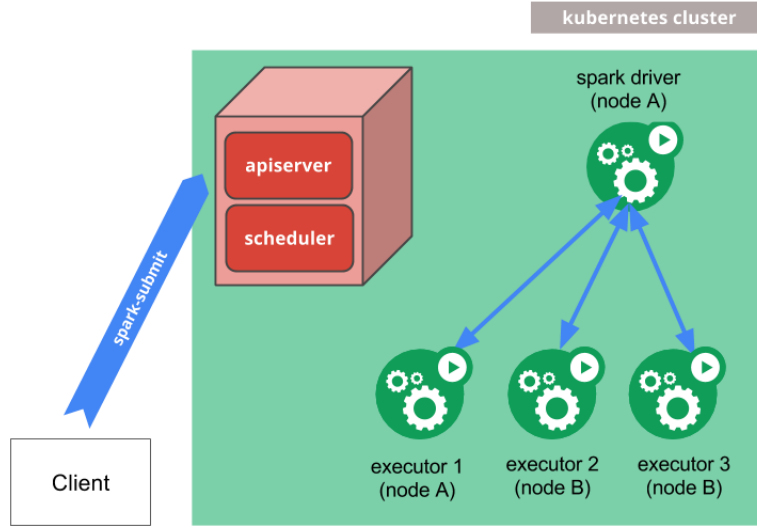 kubernetes cluster
spark driver
(node A)
apiserver
scheduler
spark-submit
executor 1
(node A)
executor 2
(node B)
executor 3
(node B)
Client